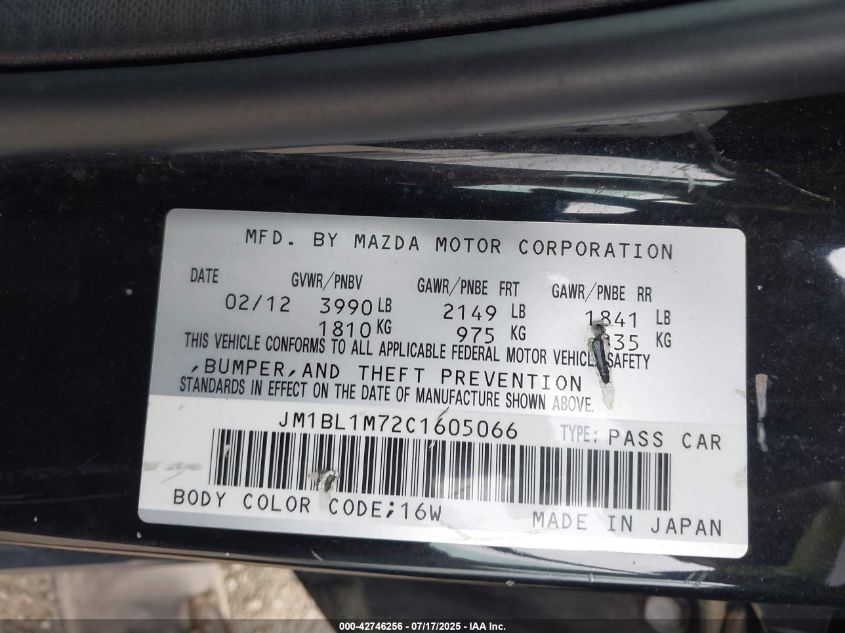 MFD. BY MAZDA MOTOR CORPORATION
DATE GVWR/PNBV GAWR/PNBE FRT GAWR/PNBE RR
02/12 3990 LB 2149 LB 1841 LB
1810 KG 975 KG 35 KG
THIS VEHICLE CONFORMS TO ALL APPLICABLE FEDERAL MOTOR VEHICLE SAFETY
,BUMPER,AND THEFT PREVENTION
STANDARDS IN EFFECT ON THE DATE OF MANUFACTURE SHOWN ABOVE.
JM1BL1M72C1605066 TYPE: PASS CAR
BODY COLOR CODE;16W
MADE IN JAPAN
000-42746256 - 07/17/2025 - IAA Inc.